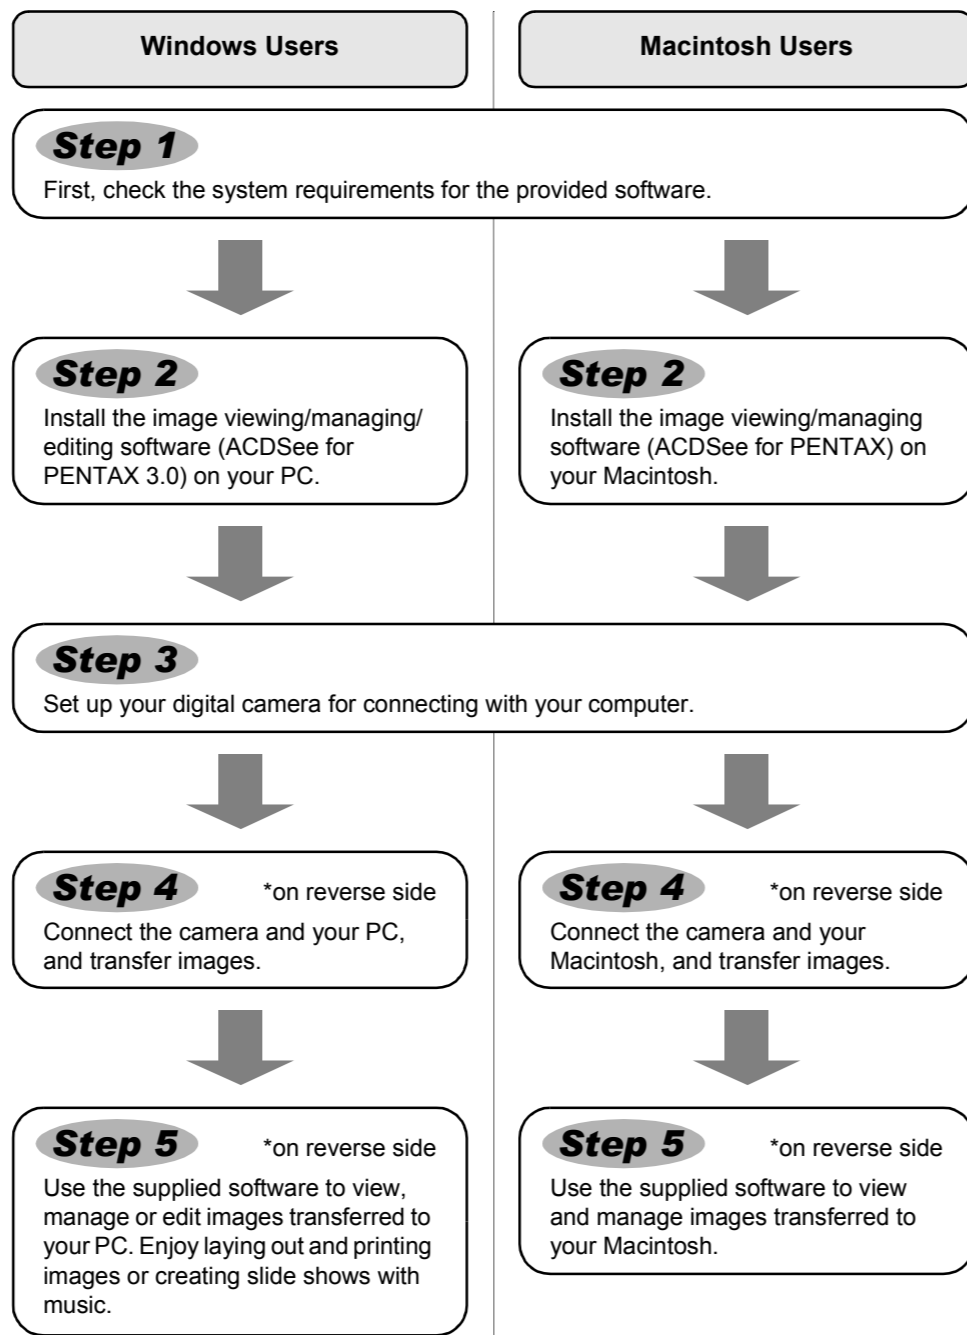 Windows Users
Macintosh Users
Step 1
First, check the system requirements for the provided software.
Step 2
Install the image viewing/managing/
editing software (ACDSee for
PENTAX 3.0) on your PC.
Step 2
Install the image viewing/managing
software (ACDSee for PENTAX) on
your Macintosh.
Step 3
Set up your digital camera for connecting with your computer.
Step 4 *on reverse side
Connect the camera and your PC,
and transfer images.
Step 4 *on reverse side
Connect the camera and your
Macintosh, and transfer images.
Step 5 *on reverse side
Use the supplied software to view,
manage or edit images transferred to
your PC. Enjoy laying out and printing
images or creating slide shows with
music.
Step 5 *on reverse side
Use the supplied software to view
and manage images transferred to
your Macintosh.